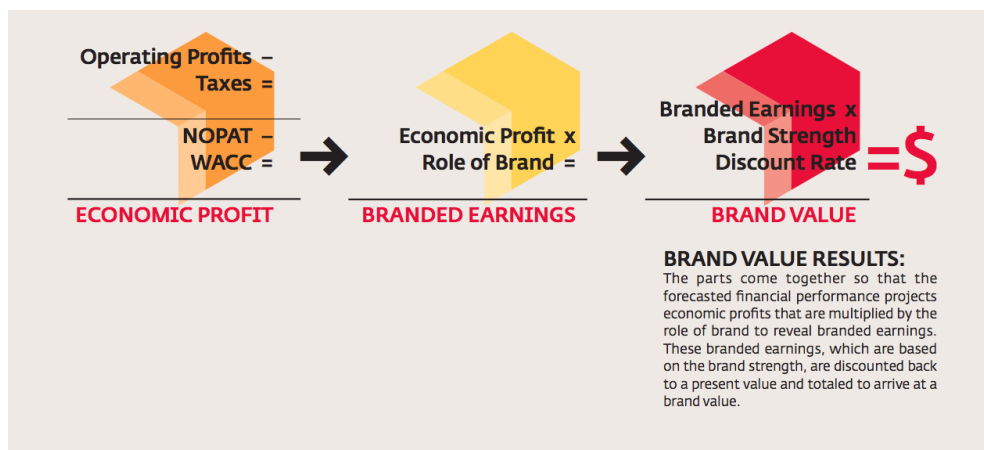 Operating Profits –
Taxes =
NOPAT –
WACC =
ECONOMIC PROFIT
Economic Profit x
Role of Brand =
BRANDED EARNINGS
Branded Earnings x
Brand Strength
Discount Rate
BRAND VALUE
=$
BRAND VALUE RESULTS:
The parts come together so that the
forecasted financial performance projects
economic profits that are multiplied by the
role of brand to reveal branded earnings.
These branded earnings, which are based
on the brand strength, are discounted back
to a present value and totaled to arrive at a
brand value.